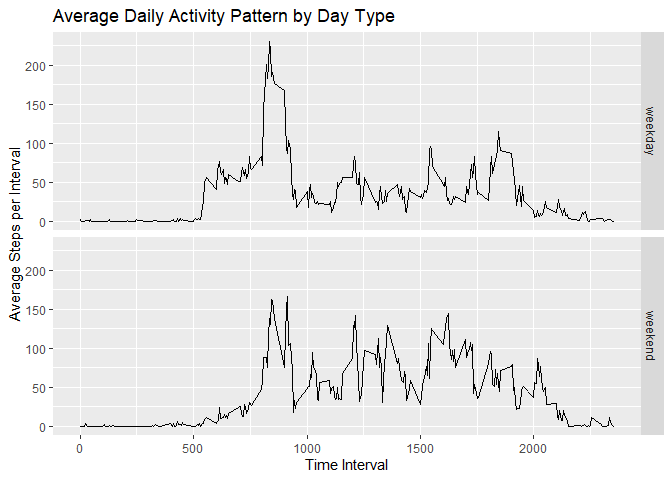 Average Daily Activity Pattern by Day Type
Average Steps per Interval
200
150
100
50
0
weekday
200
150
100
50
0
weekend
0 500 1000 1500 2000
Time Interval